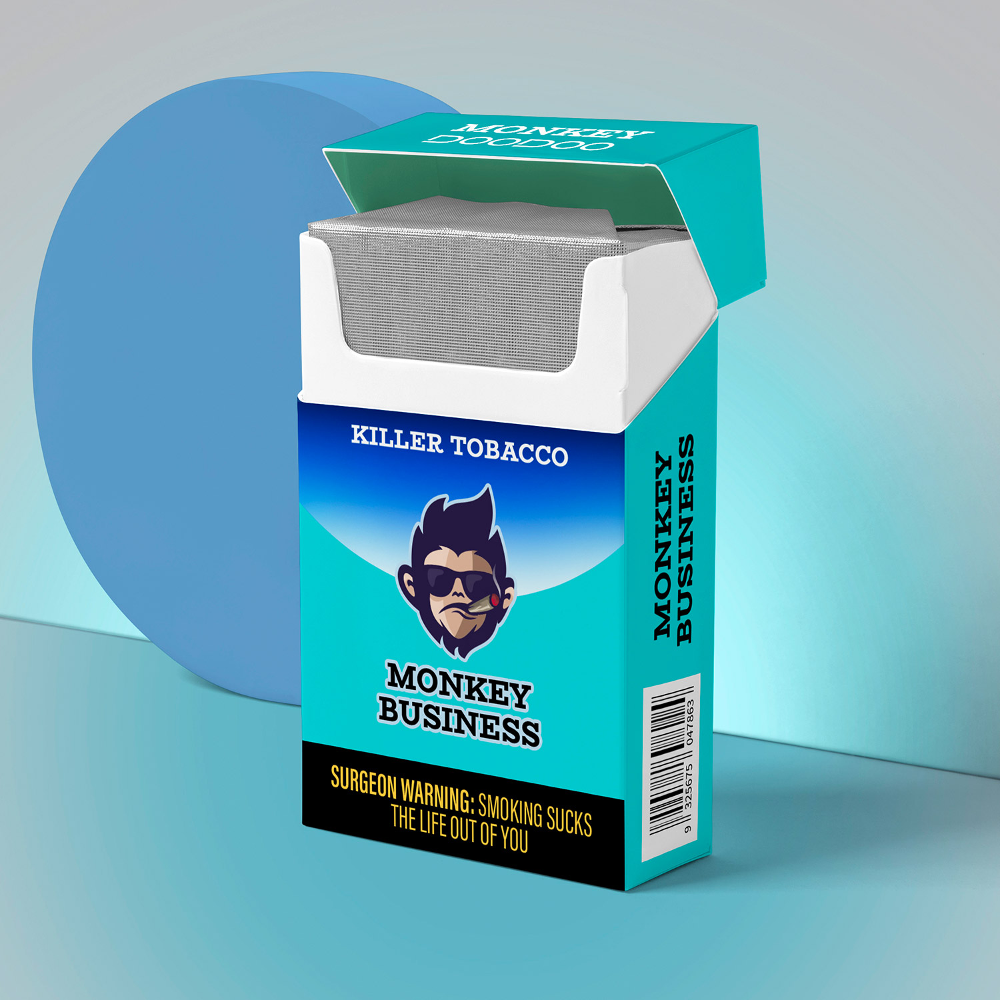 MONKEY
DOODOO
KILLER TOBACCO
MONKEY
BUSINESS
SURGEON WARNING: SMOKING SUCKS
THE LIFE OUT OF YOU
MONKEY
BUSINESS
9 325675 047863